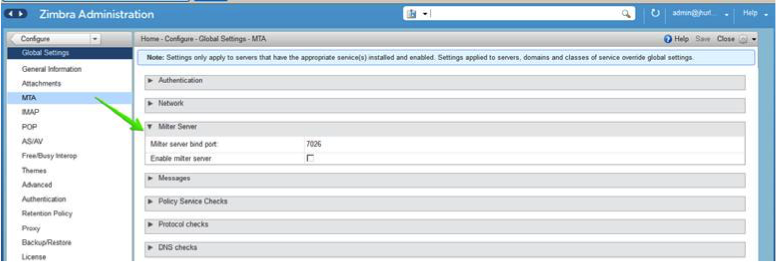 Zimbra Administration
admin@jhurl...
Help
Configure
Home - Configure - Global Settings - MTA
Help Save Close
Global Settings
Note: Settings only apply to servers that have the appropriate service(s) installed and enabled. Settings applied to servers, domains and classes of service override global settings.
General Information
Attachments
MTA
IMAP
POP
AS/AV
Free/Busy Interop
Themes
Advanced
Authentication
Retention Policy
Proxy
Backup/Restore
License
Authentication
Network
Milter Server
Milter server bind port: 7026
Enable milter server
Messages
Policy Service Checks
Protocol checks
DNS checks